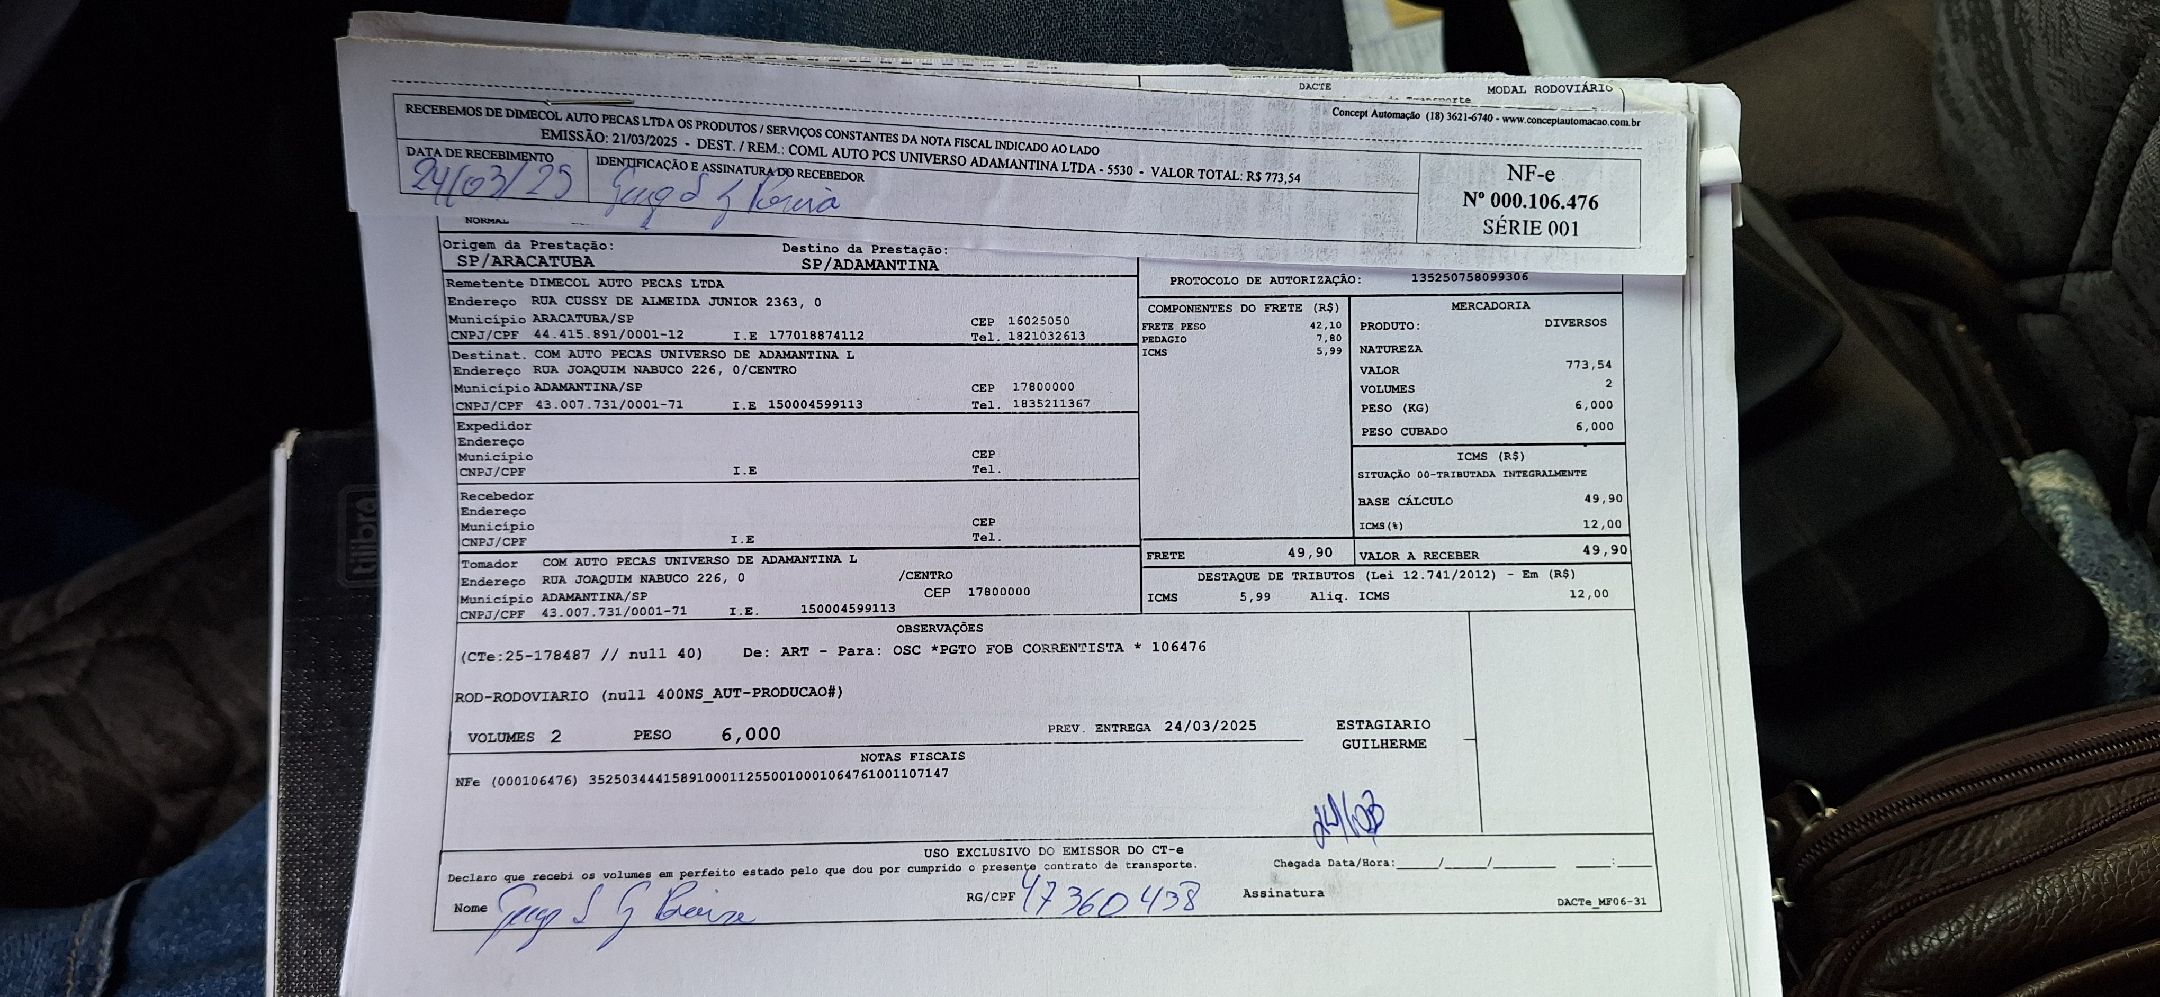 DACTE MODAL RODOVIÁRIO
Concept Automação (18) 3621-6740 - www.conceptautomacao.com.br
RECEBEMOS DE DIMECOL AUTO PECAS LTDA OS PRODUTOS / SERVIÇOS CONSTANTES DA NOTA FISCAL INDICADO AO LADO
EMISSÃO: 21/03/2025 - DEST. / REM.: COML AUTO PCS UNIVERSO ADAMANTINA LTDA - 5530 - VALOR TOTAL: R$ 773,54
DATA DE RECEBIMENTO
24/03/25
IDENTIFICAÇÃO E ASSINATURA DO RECEBEDOR
NF-e
Nº 000.106.476
SÉRIE 001
NORMAL
Origem da Prestação:
SP/ARACATUBA
Destino da Prestação:
SP/ADAMANTINA
PROTOCOLO DE AUTORIZAÇÃO: 135250758099306
Remetente DIMECOL AUTO PECAS LTDA
Endereço RUA CUSSY DE ALMEIDA JUNIOR 2363, 0
Município ARACATUBA/SP CEP 16025050
CNPJ/CPF 44.415.891/0001-12 I.E 177018874112 Tel. 1821032613
Destinat. COM AUTO PECAS UNIVERSO DE ADAMANTINA L
Endereço RUA JOAQUIM NABUCO 226, 0/CENTRO
Município ADAMANTINA/SP CEP 17800000
CNPJ/CPF 43.007.731/0001-71 I.E 150004599113 Tel. 1835211367
Expedidor
Endereço
Município CEP
CNPJ/CPF I.E Tel.
Recebedor
Endereço
Município CEP
CNPJ/CPF I.E Tel.
Tomador COM AUTO PECAS UNIVERSO DE ADAMANTINA L
Endereço RUA JOAQUIM NABUCO 226, 0 /CENTRO
Município ADAMANTINA/SP CEP 17800000
CNPJ/CPF 43.007.731/0001-71 I.E. 150004599113
COMPONENTES DO FRETE (R$)
FRETE PESO 42,10
PEDAGIO 7,80
ICMS 5,99
MERCADORIA
PRODUTO: DIVERSOS
NATUREZA
VALOR 773,54
VOLUMES 2
PESO (KG) 6,000
PESO CUBADO 6,000
ICMS (R$)
SITUAÇÃO 00-TRIBUTADA INTEGRALMENTE
BASE CÁLCULO 49,90
ICMS(%) 12,00
FRETE 49,90
VALOR A RECEBER 49,90
DESTAQUE DE TRIBUTOS (Lei 12.741/2012) - Em (R$)
ICMS 5,99 Aliq. ICMS 12,00
OBSERVAÇÕES
(CTe:25-178487 // null 40) De: ART - Para: OSC *PGTO FOB CORRENTISTA * 106476
ROD-RODOVIARIO (null 400NS_AUT-PRODUCAO#)
VOLUMES 2 PESO 6,000 PREV. ENTREGA 24/03/2025
ESTAGIARIO
GUILHERME
NOTAS FISCAIS
NFe (000106476) 35250344415891000112550010001064761001107147
24/03
USO EXCLUSIVO DO EMISSOR DO CT-e
Declaro que recebi os volumes em perfeito estado pelo que dou por cumprido o presente contrato de transporte.
Chegada Data/Hora:____/____/______ ____:____
Nome
RG/CPF 47360438
Assinatura
DACTe_MF06-31
tilibra